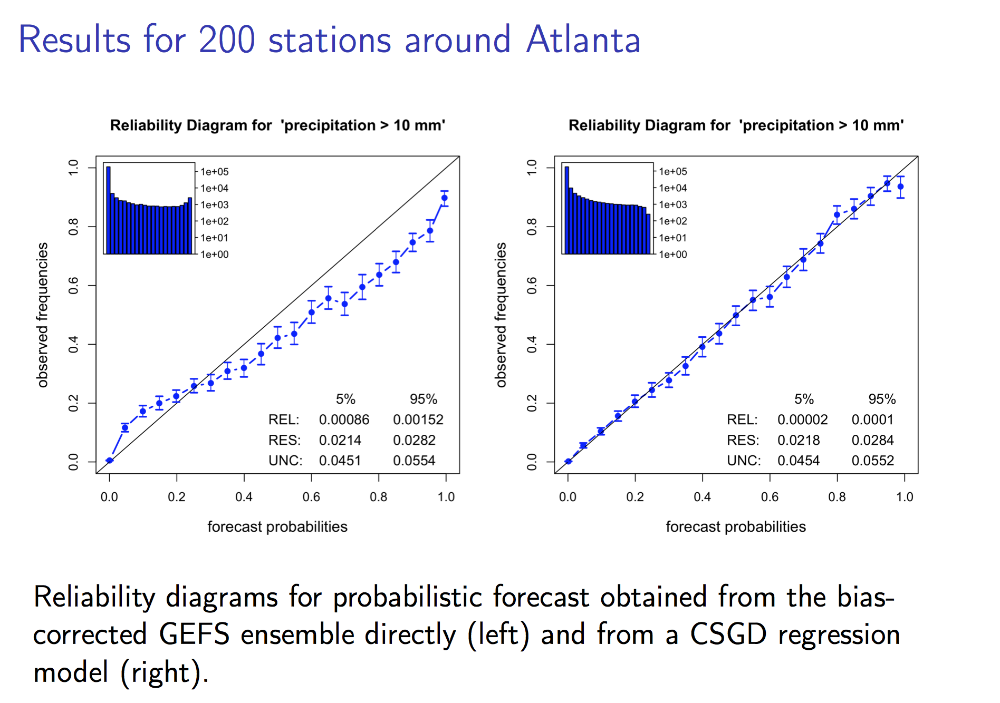 Results for 200 stations around Atlanta
Reliability Diagram for 'precipitation > 10 mm'
1.0
0.8
0.6
0.4
0.2
0.0
observed frequencies
1e+05
1e+04
1e+03
1e+02
1e+01
1e+00
5% 95%
REL: 0.00086 0.00152
RES: 0.0214 0.0282
UNC: 0.0451 0.0554
0.0 0.2 0.4 0.6 0.8 1.0
forecast probabilities
Reliability Diagram for 'precipitation > 10 mm'
1.0
0.8
0.6
0.4
0.2
0.0
observed frequencies
1e+05
1e+04
1e+03
1e+02
1e+01
1e+00
5% 95%
REL: 0.00002 0.0001
RES: 0.0218 0.0284
UNC: 0.0454 0.0552
0.0 0.2 0.4 0.6 0.8 1.0
forecast probabilities
Reliability diagrams for probabilistic forecast obtained from the bias-
corrected GEFS ensemble directly (left) and from a CSGD regression
model (right).